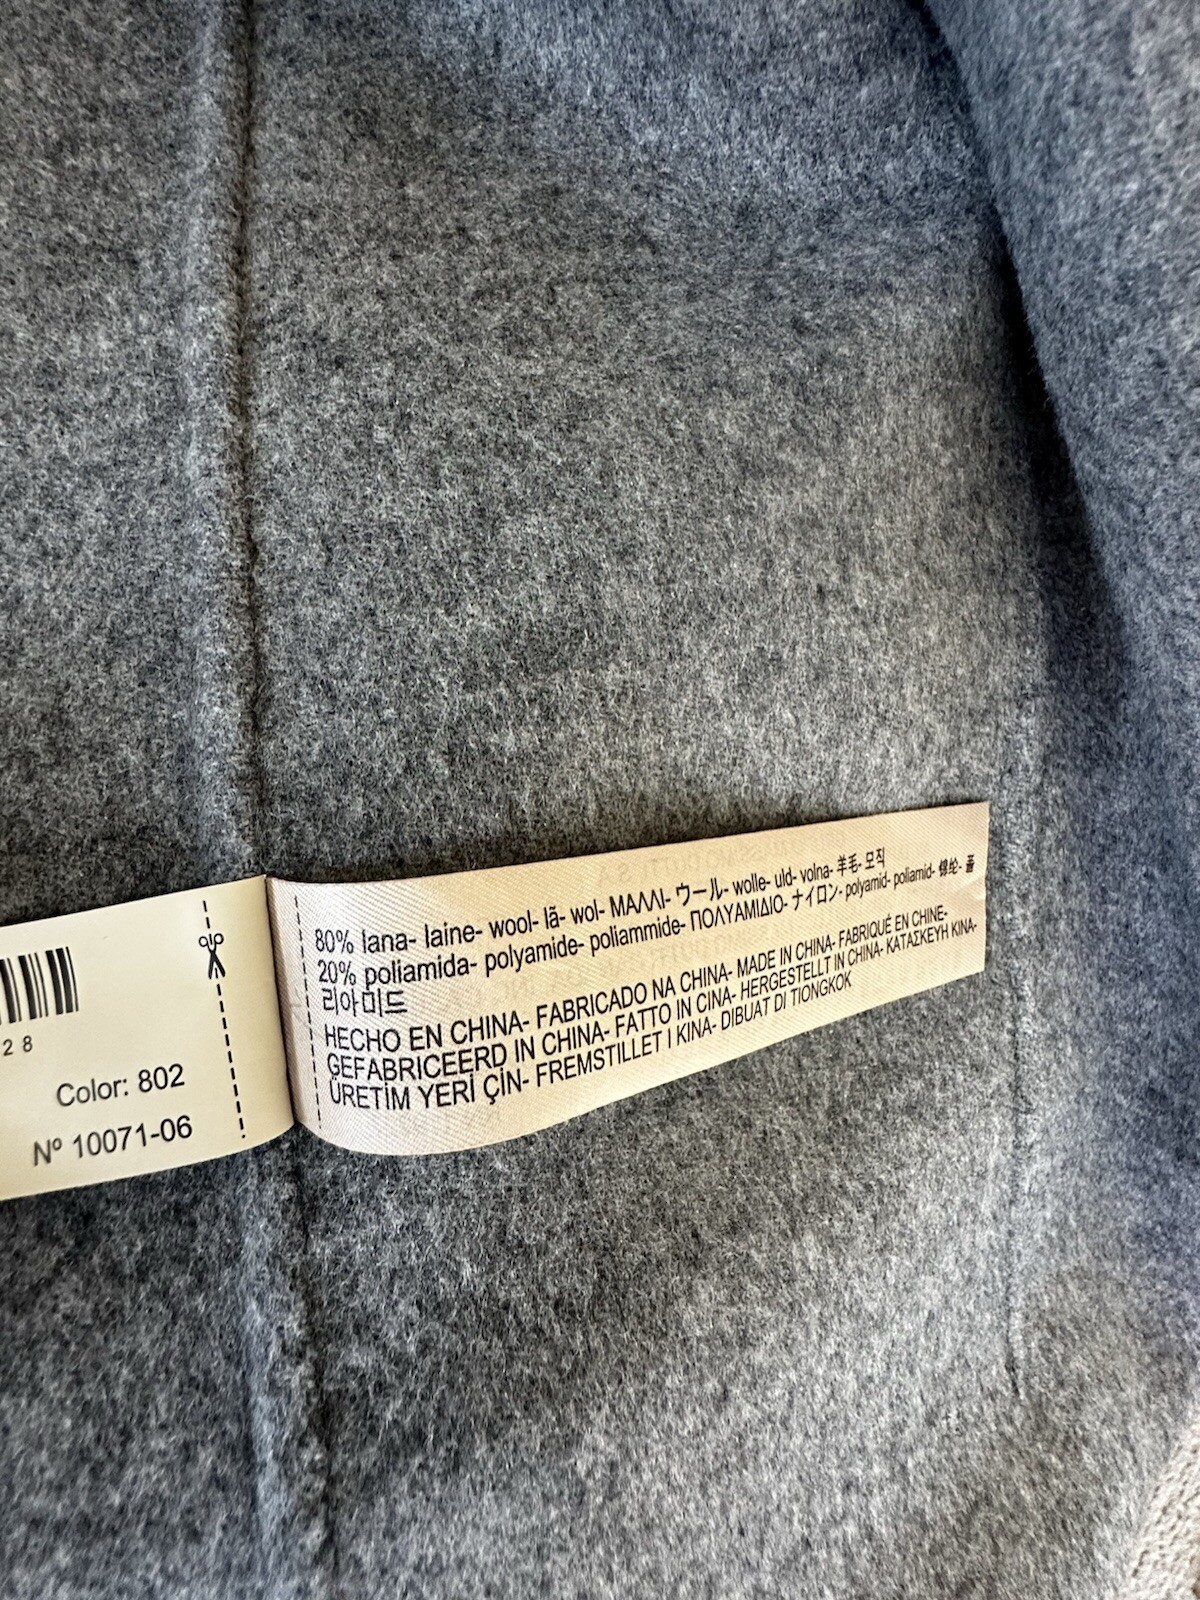 28
Color: 802
Nº 10071-06
80% lana- laine- wool- lã- wol- ΜΑΛΛΙ- ウール- wolle- uld- volna- 羊毛- 모직
20% poliamida- polyamide- poliammide- ΠΟΛΥΑΜΙΔΙΟ- ナイロン- polyamid- poliamid- 锦纶- 폴
리아미드
HECHO EN CHINA- FABRICADO NA CHINA- MADE IN CHINA- FABRIQUÉ EN CHINE-
GEFABRICEERD IN CHINA- FATTO IN CINA- HERGESTELLT IN CHINA- ΚΑΤΑΣΚΕΥΗ ΚΙΝΑ-
ÜRETİM YERİ ÇİN- FREMSTILLET I KINA- DIBUAT DI TIONGKOK